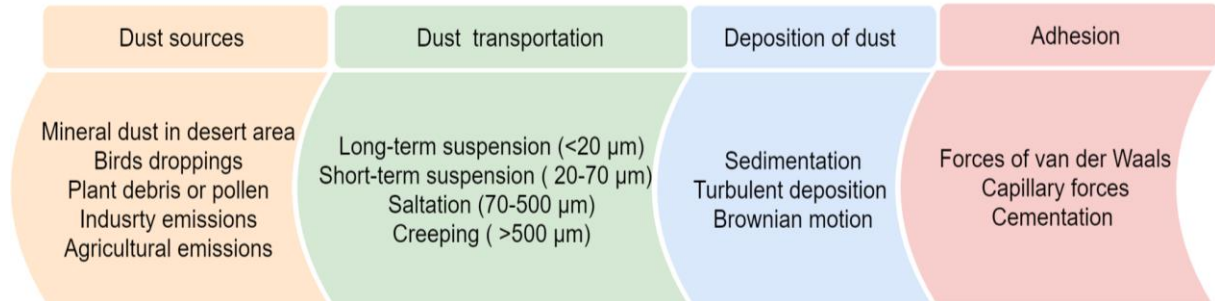 Dust sources
Mineral dust in desert area
Birds droppings
Plant debris or pollen
Indusrty emissions
Agricultural emissions
Dust transportation
Long-term suspension (<20 µm)
Short-term suspension ( 20-70 µm)
Saltation (70-500 µm)
Creeping ( >500 µm)
Deposition of dust
Sedimentation
Turbulent deposition
Brownian motion
Adhesion
Forces of van der Waals
Capillary forces
Cementation